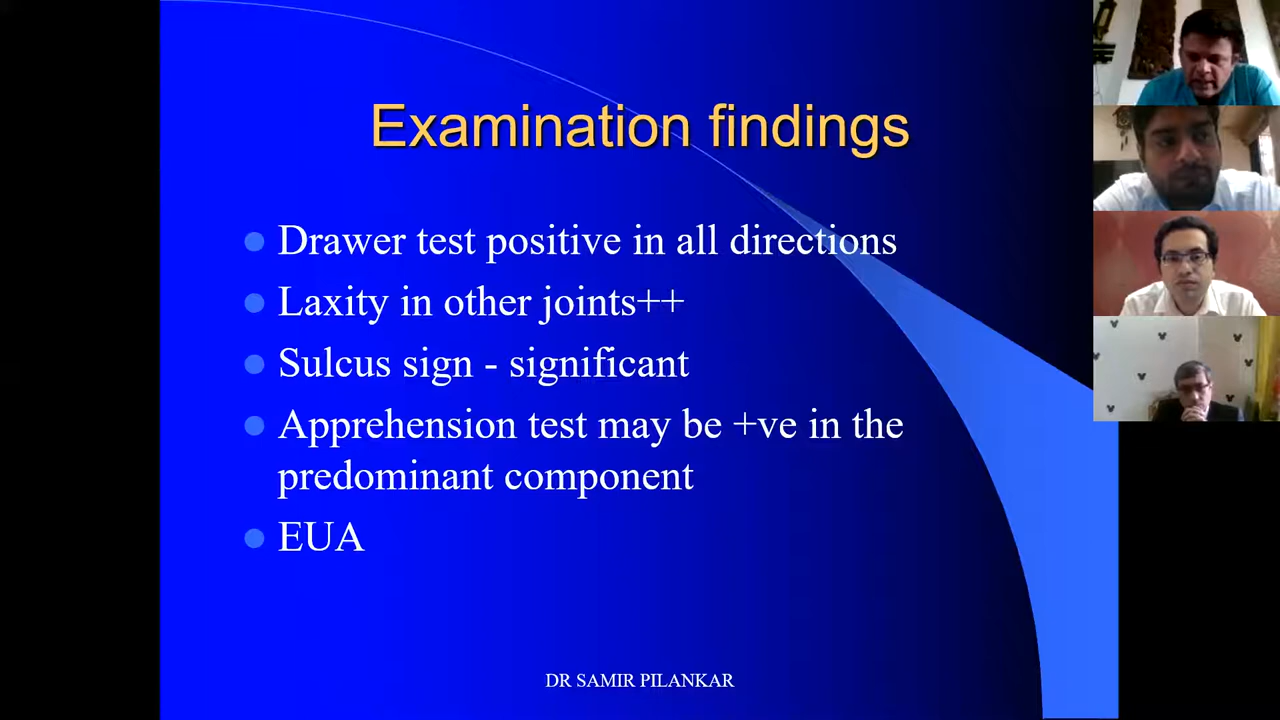 Examination findings
Drawer test positive in all directions
Laxity in other joints++
Sulcus sign - significant
Apprehension test may be +ve in the
predominant component
EUA
DR SAMIR PILANKAR